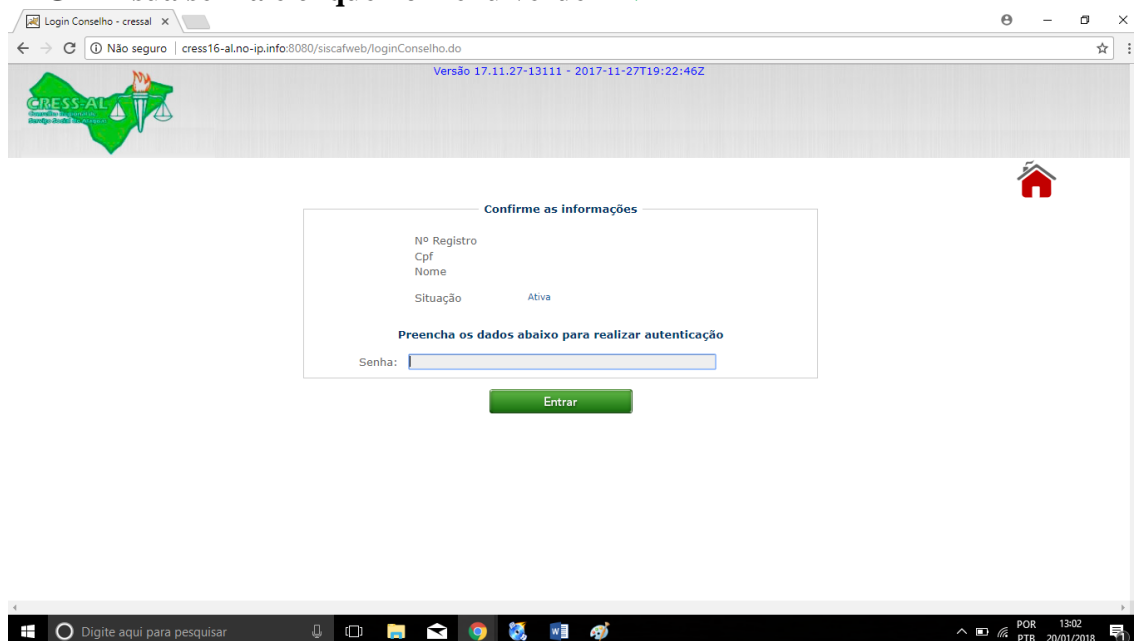 Login Conselho - cressal
Não seguro | cress16-al.no-ip.info:8080/siscafweb/loginConselho.do
Versão 17.11.27-13111 - 2017-11-27T19:22:46Z
CRESS-AL
Confirme as informações
Nº Registro
Cpf
Nome
Situação Ativa
Preencha os dados abaixo para realizar autenticação
Senha:
Entrar
Digite aqui para pesquisar
POR 13:02
PTB 20/01/2018